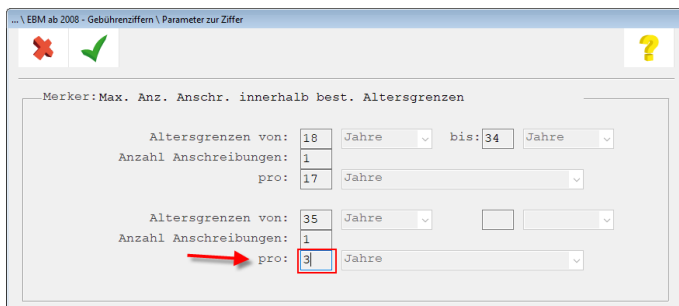 ... \ EBM ab 2008 - Gebührenziffern \ Parameter zur Ziffer
?
Merker:Max. Anz. Anschr. innerhalb best. Altersgrenzen
Altersgrenzen von: 18 Jahre bis: 34 Jahre
Anzahl Anschreibungen: 1
pro: 17 Jahre
Altersgrenzen von: 35 Jahre
Anzahl Anschreibungen: 1
pro: 3 Jahre